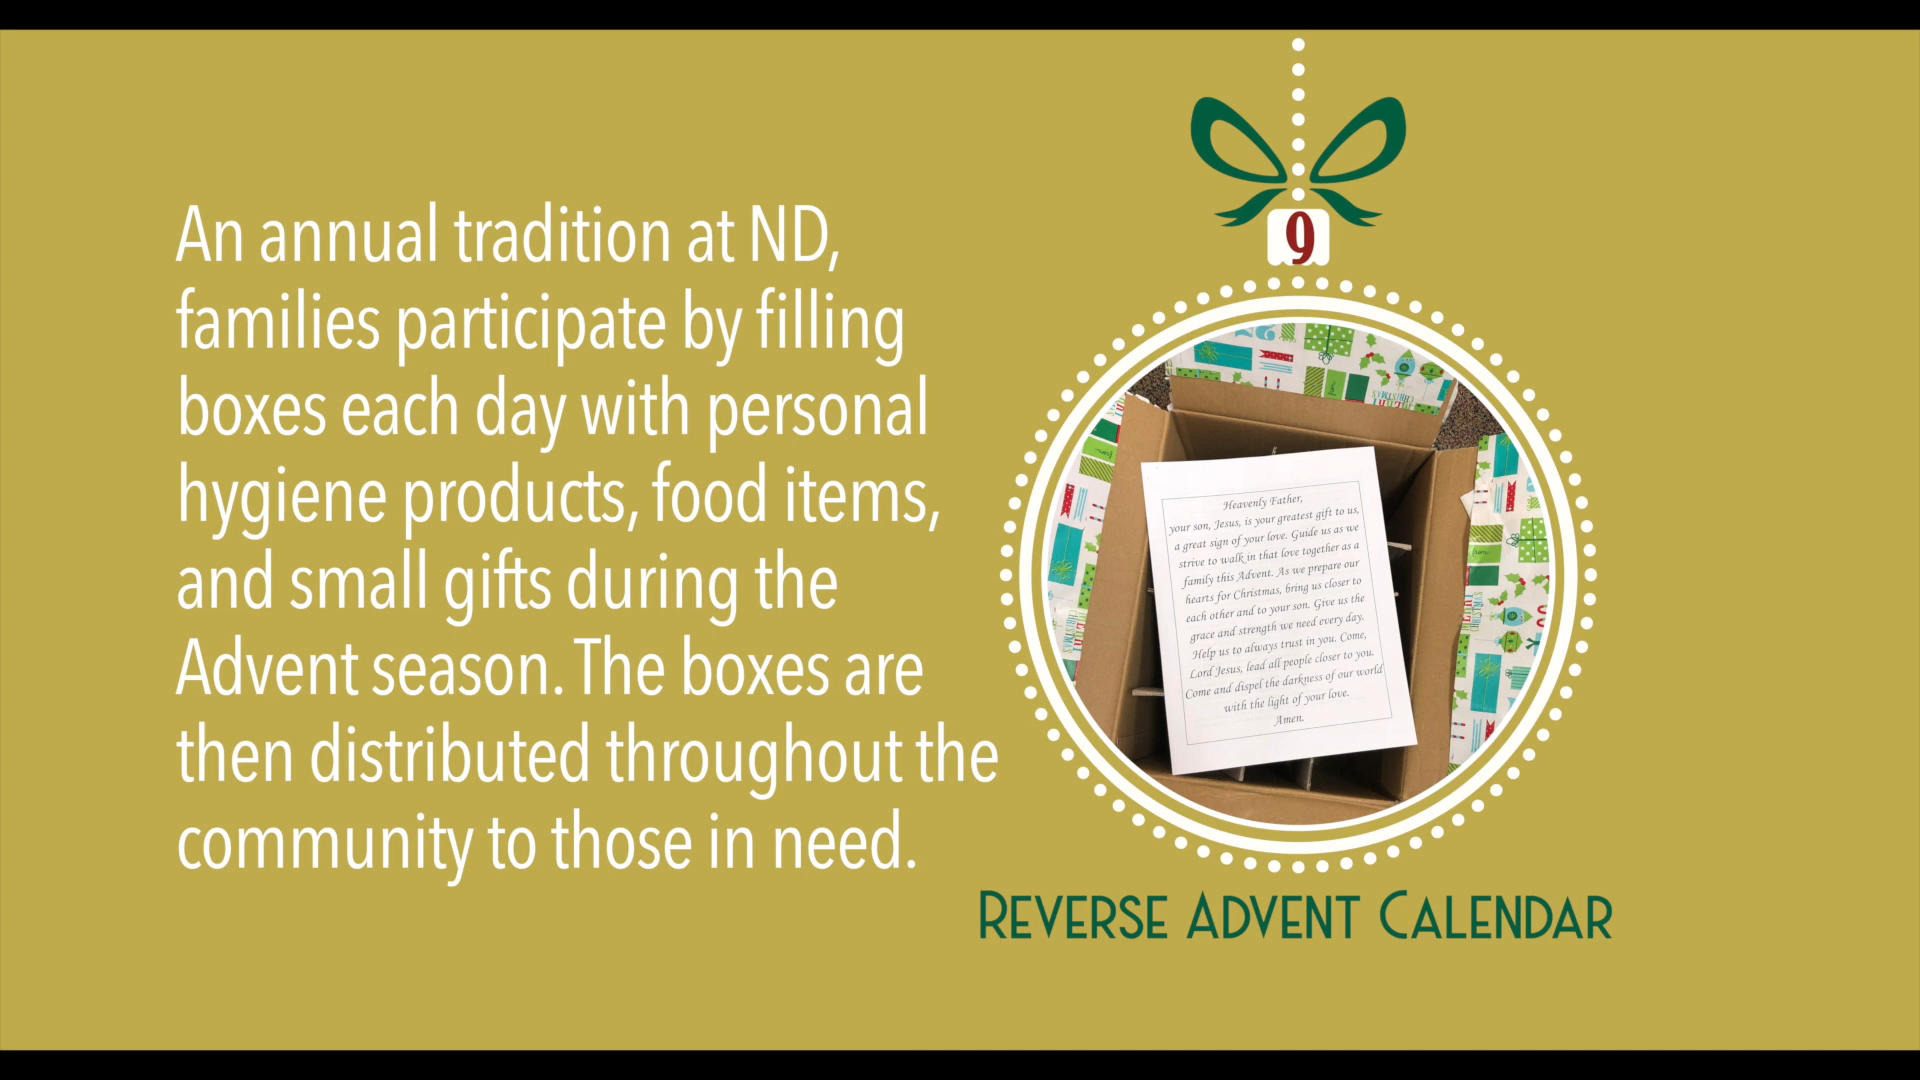 An annual tradition at ND,
families participate by filling
boxes each day with personal
hygiene products, food items,
and small gifts during the
Advent season. The boxes are
then distributed throughout the
community to those in need.
9
Heavenly Father,
your son, Jesus, is your greatest gift to us,
a great sign of your love. Guide us as we
strive to walk in that love together as a
family this Advent. As we prepare our
hearts for Christmas, bring us closer to
each other and to your son. Give us the
grace and strength we need every day.
Help us to always trust in you. Come,
Lord Jesus, lead all people closer to you.
Come and dispel the darkness of our world
with the light of your love.
Amen.
Reverse Advent Calendar